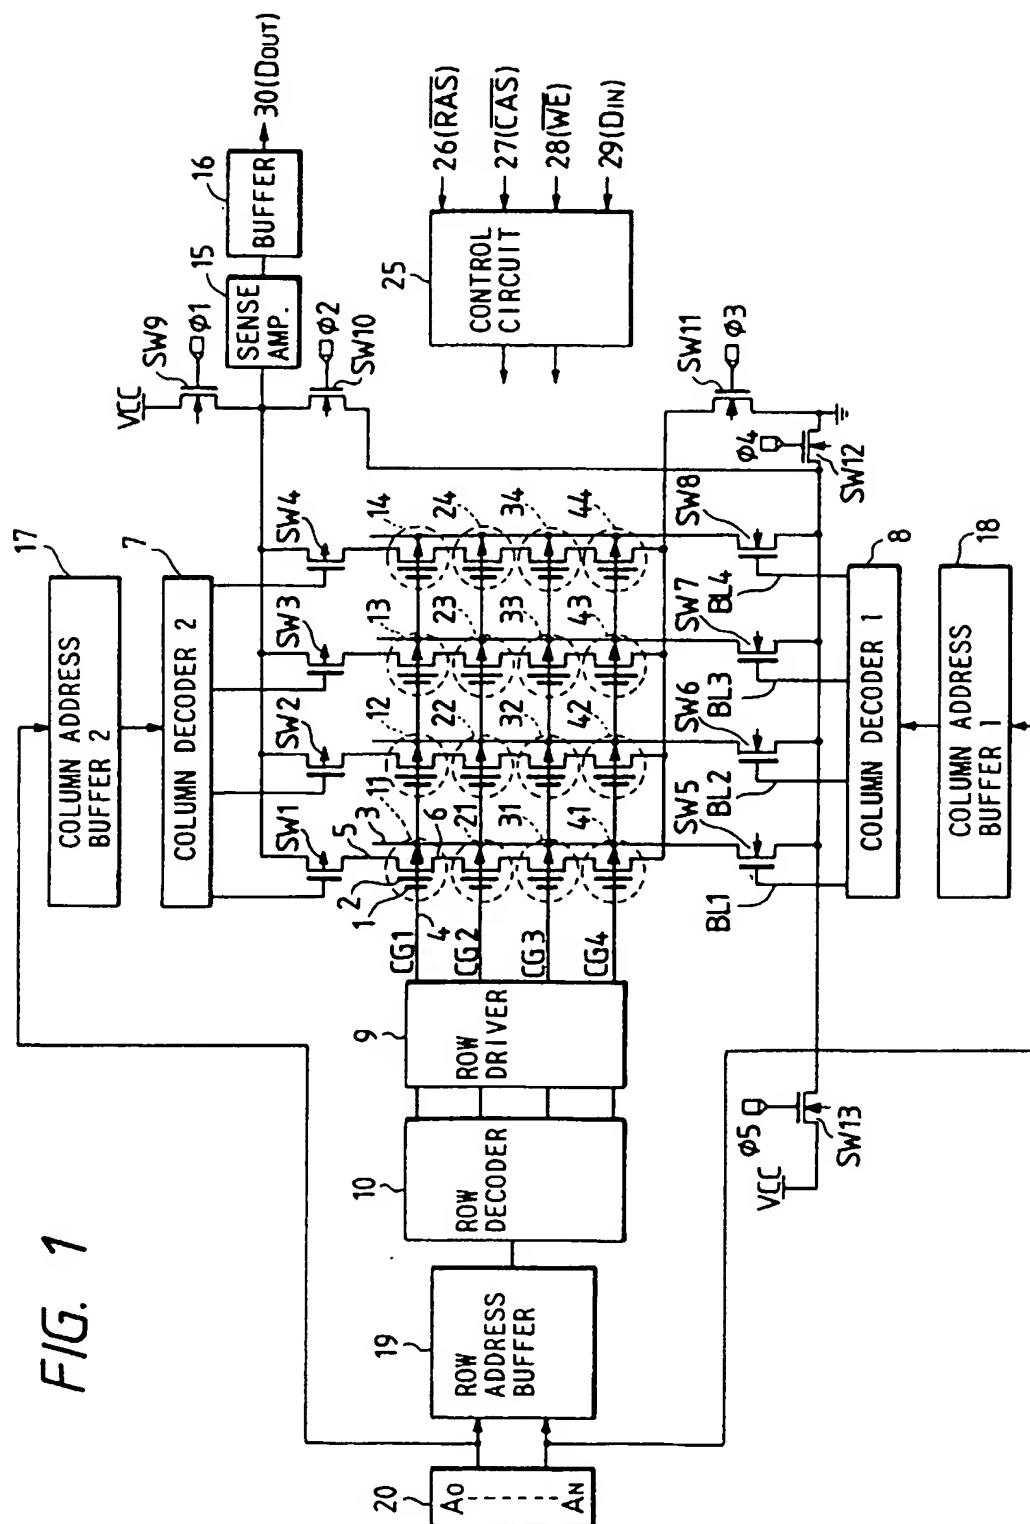 FIG. 1
17
COLUMN ADDRESS
BUFFER 2
7
COLUMN DECODER 2
SW1
SW2
SW3
SW4
VCC
SW9
φ1
φ2
SW10
15
SENSE
AMP.
16
BUFFER
30(DOUT)
20
A0
AN
19
ROW
ADDRESS
BUFFER
10
ROW
DECODER
9
ROW
DRIVER
CG1
CG2
CG3
CG4
1
2
3
4
5
6
11
12
13
14
21
22
23
24
31
32
33
34
41
42
43
44
25
CONTROL
CIRCUIT
26(R̅A̅S̅)
27(C̅A̅S̅)
28(W̅E̅)
29(DIN)
SW11
φ3
φ4
SW12
SW5
SW6
SW7
SW8
BL1
BL2
BL3
BL4
φ5
SW13
VCC
8
COLUMN DECODER 1
18
COLUMN ADDRESS
BUFFER 1